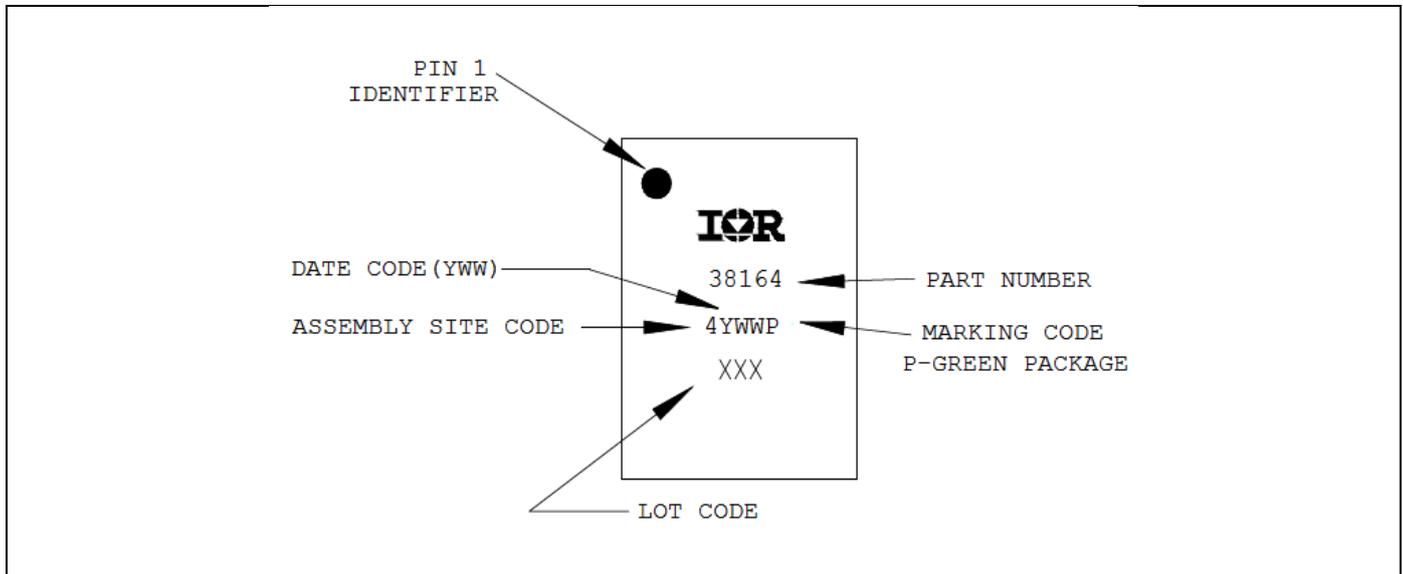 PIN 1
IDENTIFIER
IOR
38164
DATE CODE(YWW)
PART NUMBER
ASSEMBLY SITE CODE
4YWWP
MARKING CODE
P-GREEN PACKAGE
XXX
LOT CODE